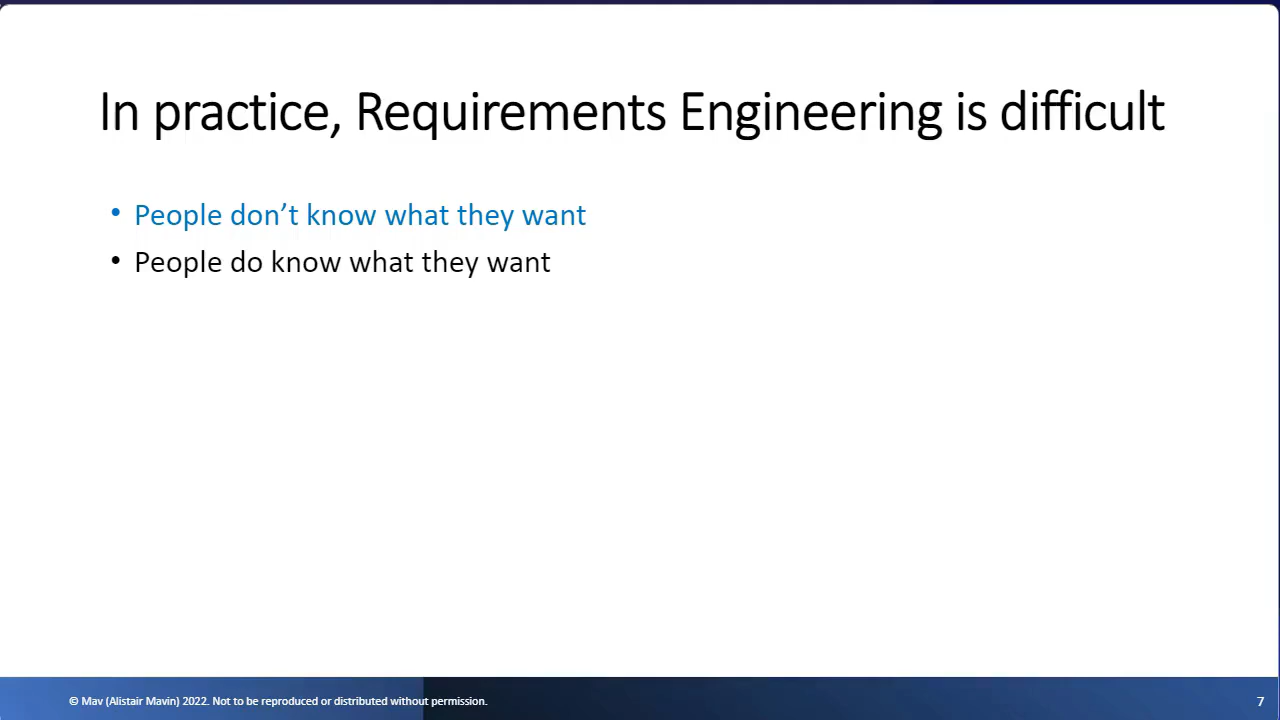 In practice, Requirements Engineering is difficult
• People don’t know what they want
• People do know what they want
© Mav (Alistair Mavin) 2022. Not to be reproduced or distributed without permission.
7